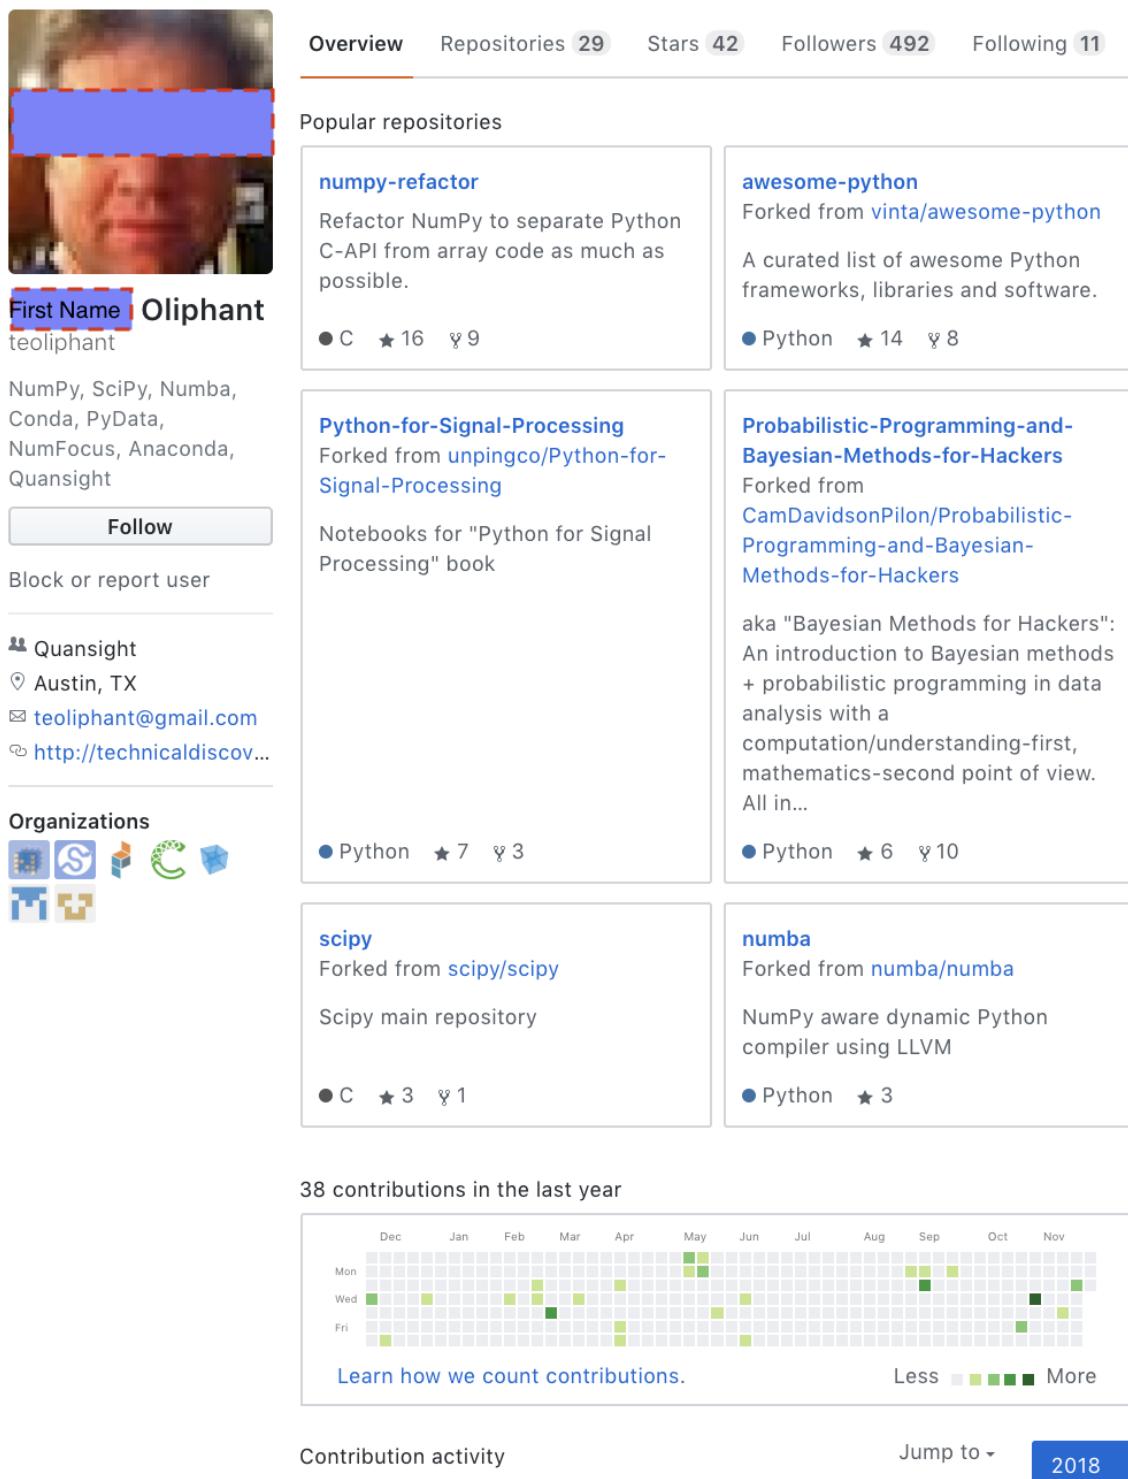 Overview Repositories 29 Stars 42 Followers 492 Following 11
First Name Oliphant
teoliphant
NumPy, SciPy, Numba,
Conda, PyData,
NumFocus, Anaconda,
Quansight
Follow
Block or report user
Quansight
Austin, TX
teoliphant@gmail.com
http://technicaldiscov...
Organizations
Popular repositories
numpy-refactor
Refactor NumPy to separate Python
C-API from array code as much as
possible.
C 16 9
awesome-python
Forked from vinta/awesome-python
A curated list of awesome Python
frameworks, libraries and software.
Python 14 8
Python-for-Signal-Processing
Forked from unpingco/Python-for-
Signal-Processing
Notebooks for "Python for Signal
Processing" book
Python 7 3
Probabilistic-Programming-and-
Bayesian-Methods-for-Hackers
Forked from
CamDavidsonPilon/Probabilistic-
Programming-and-Bayesian-
Methods-for-Hackers
aka "Bayesian Methods for Hackers":
An introduction to Bayesian methods
+ probabilistic programming in data
analysis with a
computation/understanding-first,
mathematics-second point of view.
All in...
Python 6 10
scipy
Forked from scipy/scipy
Scipy main repository
C 3 1
numba
Forked from numba/numba
NumPy aware dynamic Python
compiler using LLVM
Python 3
38 contributions in the last year
Dec Jan Feb Mar Apr May Jun Jul Aug Sep Oct Nov
Mon
Wed
Fri
Learn how we count contributions. Less More
Contribution activity Jump to 2018